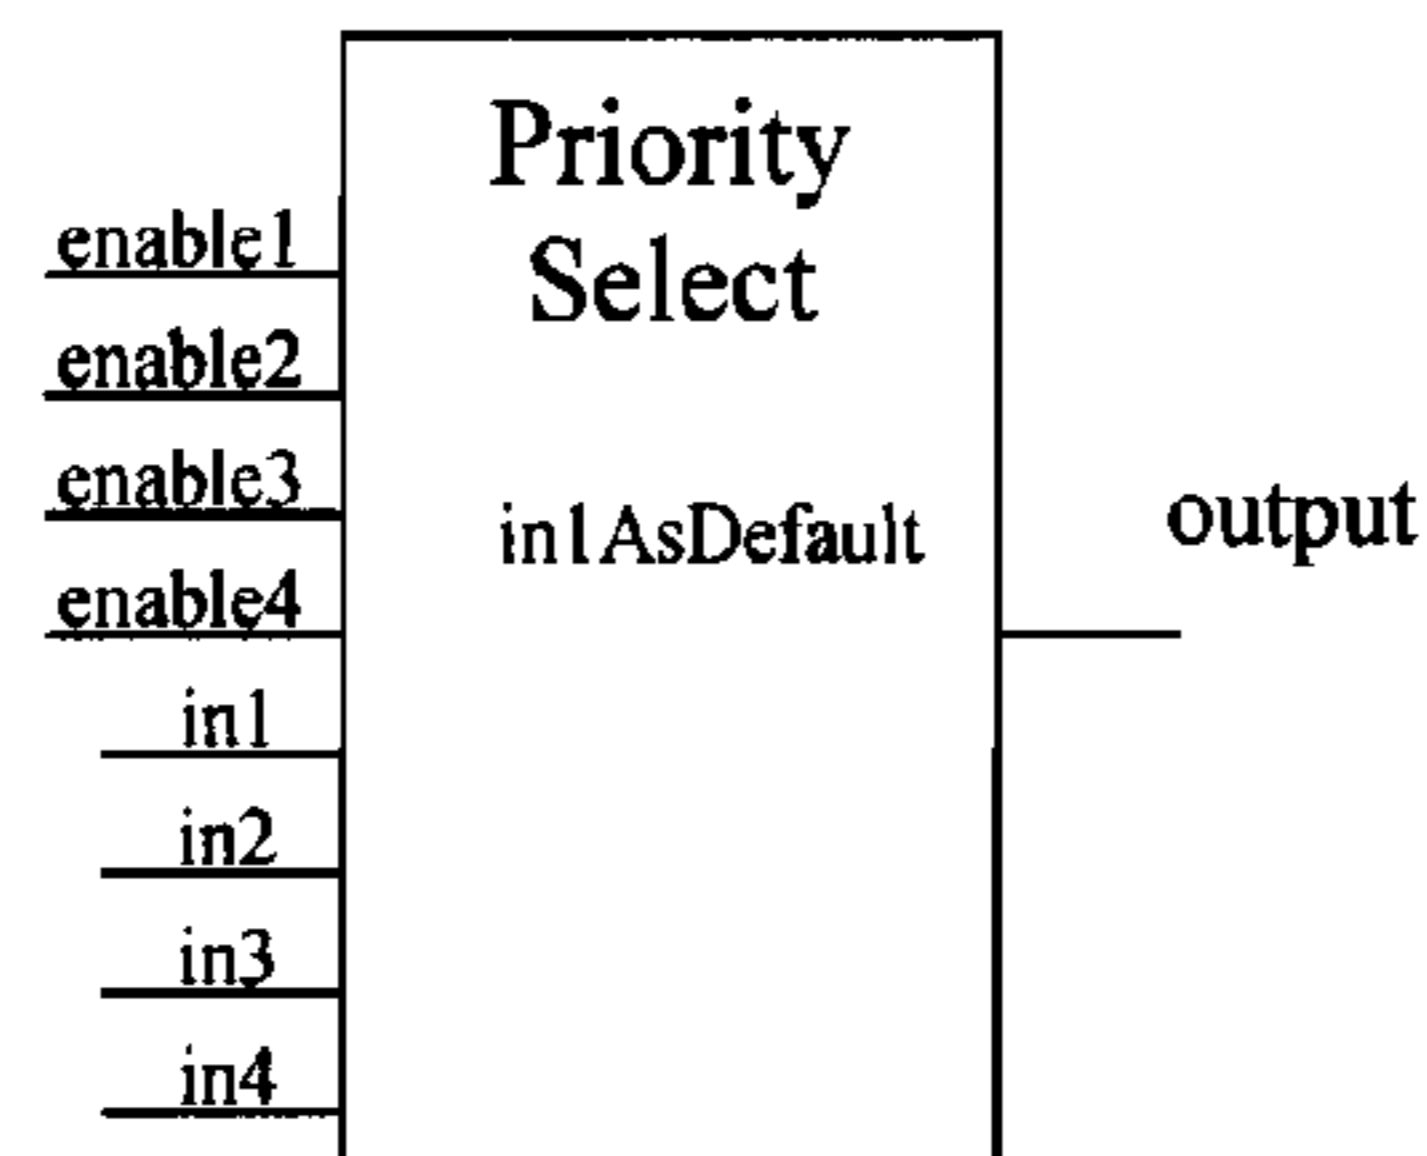 Priority
Select
enable1
enable2
enable3
enable4
in1AsDefault
output
in1
in2
in3
in4